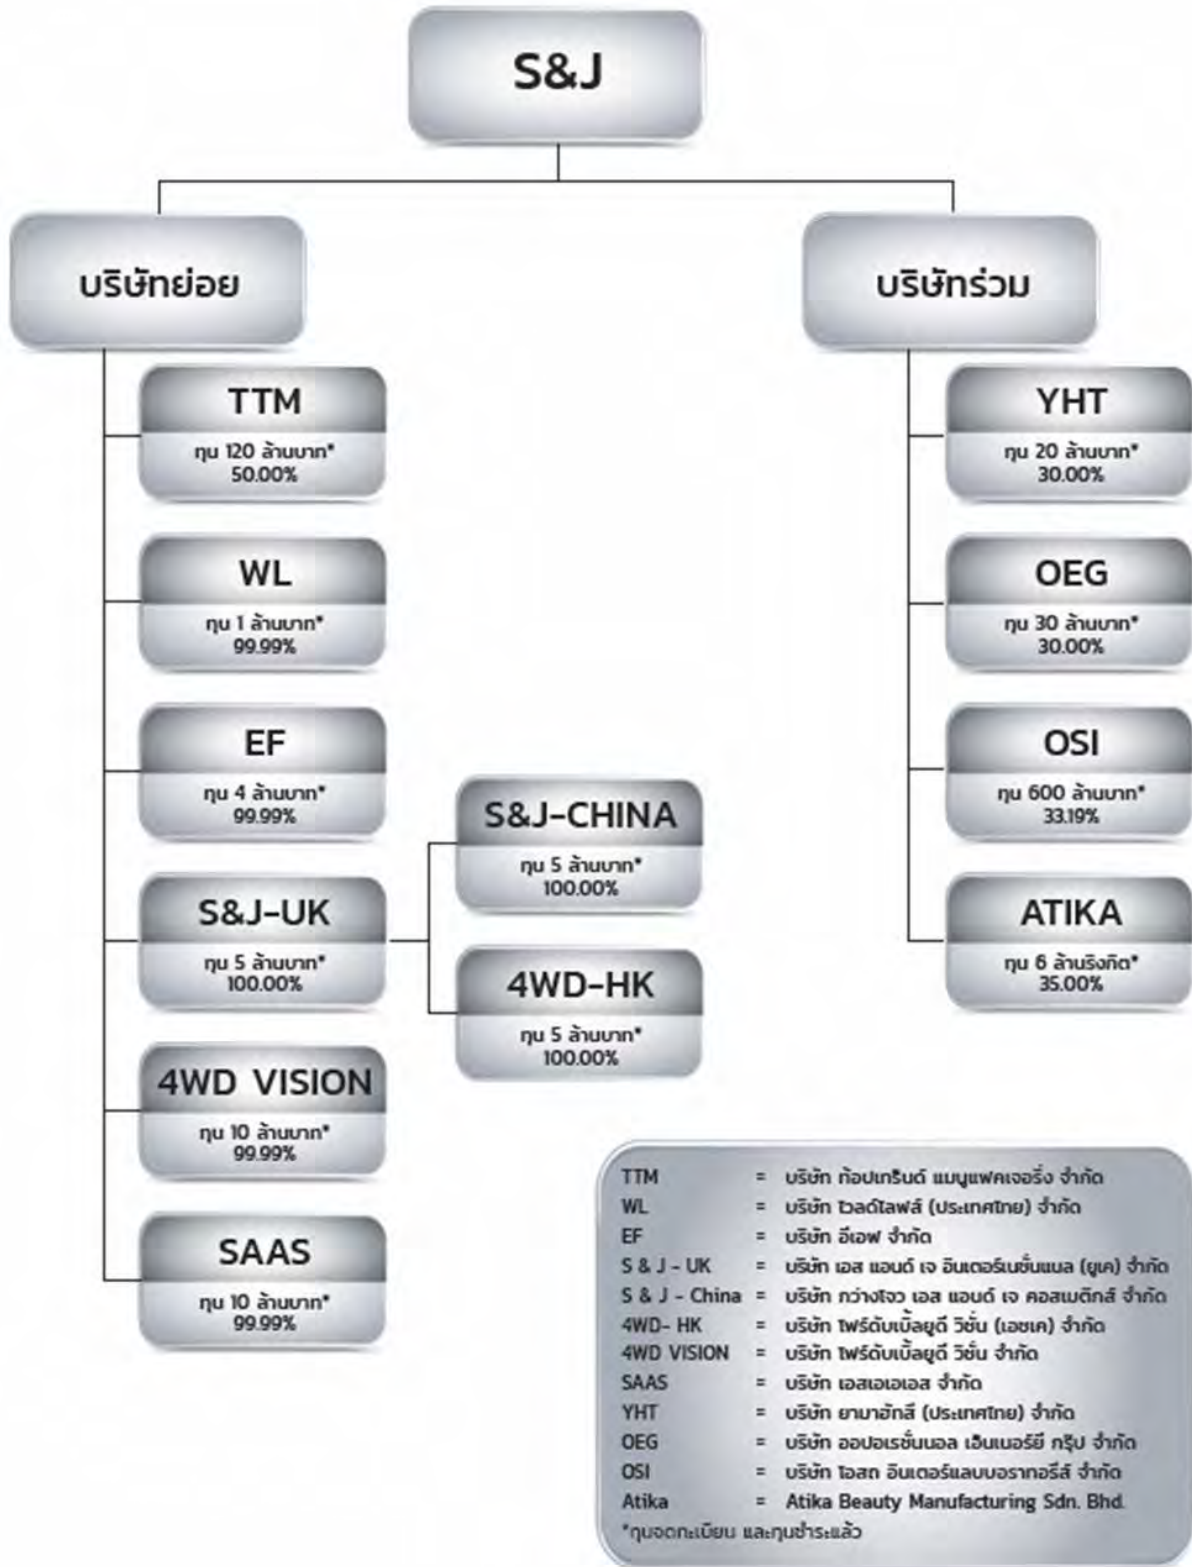 S&J
บริษัทย่อย
บริษัทร่วม
TTM
ทุน 120 ล้านบาท*
50.00%
WL
ทุน 1 ล้านบาท*
99.99%
EF
ทุน 4 ล้านบาท*
99.99%
S&J-UK
ทุน 5 ล้านบาท*
100.00%
S&J-CHINA
ทุน 5 ล้านบาท*
100.00%
4WD-HK
ทุน 5 ล้านบาท*
100.00%
4WD VISION
ทุน 10 ล้านบาท*
99.99%
SAAS
ทุน 10 ล้านบาท*
99.99%
YHT
ทุน 20 ล้านบาท*
30.00%
OEG
ทุน 30 ล้านบาท*
30.00%
OSI
ทุน 600 ล้านบาท*
33.19%
ATIKA
ทุน 6 ล้านริงกิต*
35.00%
TTM = บริษัท ท้อปเทร็นด์ แมนูแฟคเจอริ่ง จำกัด
WL = บริษัท ไวลด์ไลฟส์ (ประเทศไทย) จำกัด
EF = บริษัท อีเอฟ จำกัด
S & J - UK = บริษัท เอส แอนด์ เจ อินเตอร์เนชั่นแนล (ยูเค) จำกัด
S & J - China = บริษัท กว่างโจว เอส แอนด์ เจ คอสเมติกส์ จำกัด
4WD- HK = บริษัท โฟร์ดับเบิ้ลยูดี วิชั่น (เอชเค) จำกัด
4WD VISION = บริษัท โฟร์ดับเบิ้ลยูดี วิชั่น จำกัด
SAAS = บริษัท เอสเอเอเอส จำกัด
YHT = บริษัท ยามาฮัทสึ (ประเทศไทย) จำกัด
OEG = บริษัท ออปอเรชั่นนอล เอ็นเนอร์ยี่ กรุ๊ป จำกัด
OSI = บริษัท โอสถ อินเตอร์แลบบอราทอรีส์ จำกัด
Atika = Atika Beauty Manufacturing Sdn. Bhd.
*ทุนจดทะเบียน และทุนชำระแล้ว